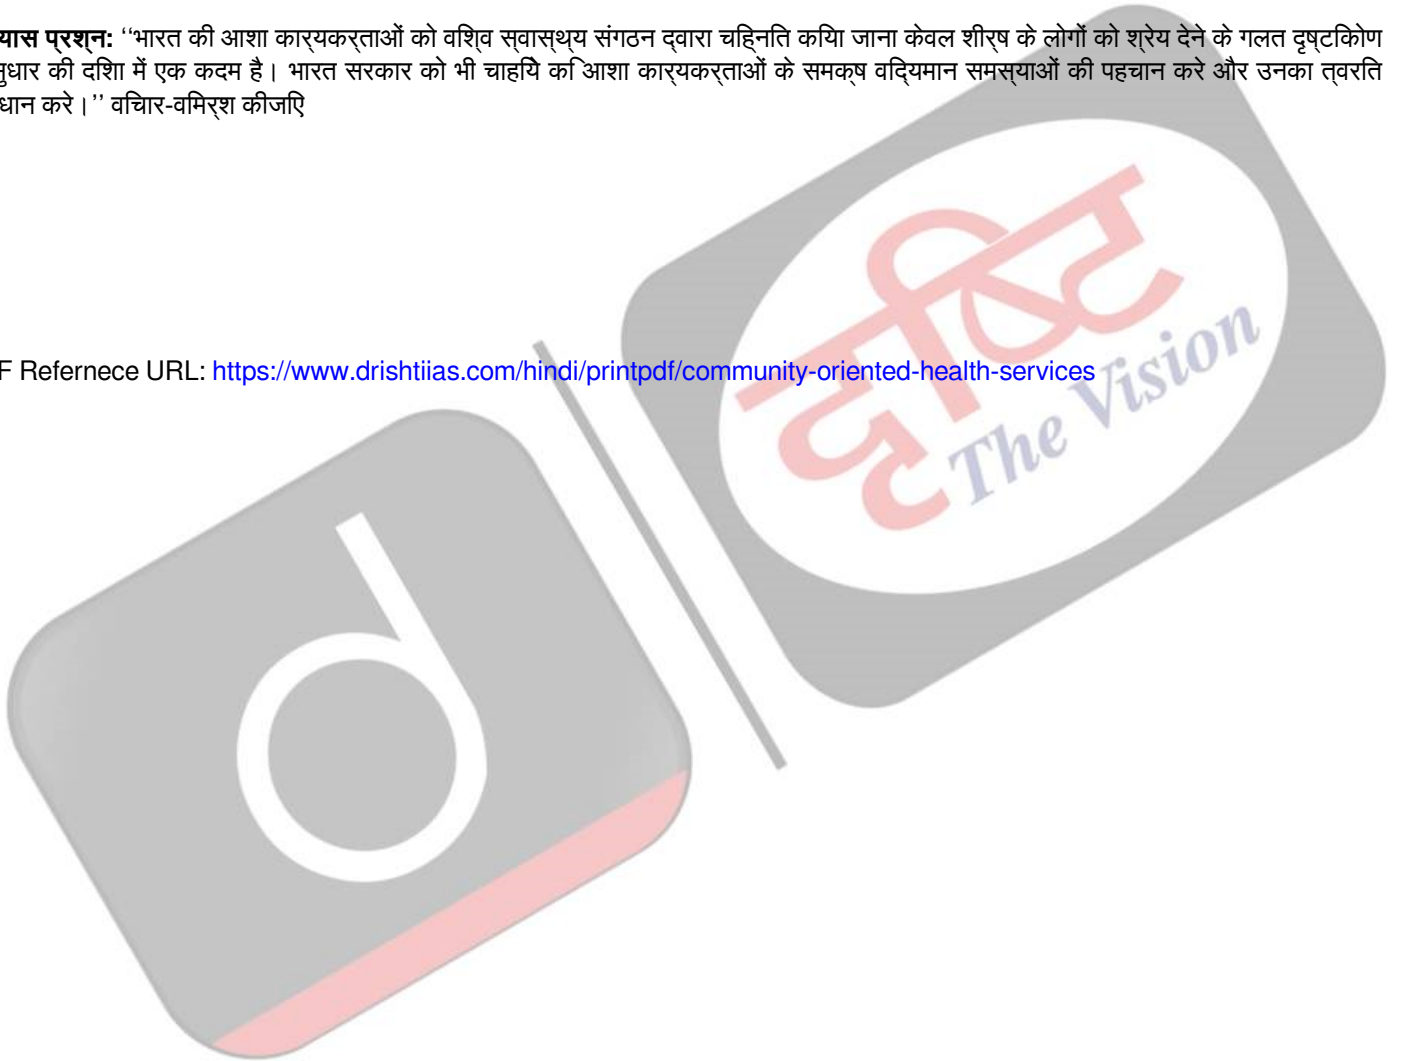 यास प्रश्न: ‘‘भारत की आशा कार्यकर्ताओं को विश्व स्वास्थ्य संगठन द्वारा चिह्नित किया जाना केवल शीर्ष के लोगों को श्रेय देने के गलत दृष्टिकोण
सुधार की दिशा में एक कदम है। भारत सरकार को भी चाहिये कि आशा कार्यकर्ताओं के समक्ष विद्यमान समस्याओं की पहचान करे और उनका त्वरित
धान करे।’’ विचार-विमर्श कीजिए
F Refernece URL: https://www.drishtiias.com/hindi/printpdf/community-oriented-health-services
दृष्टि
The Vision